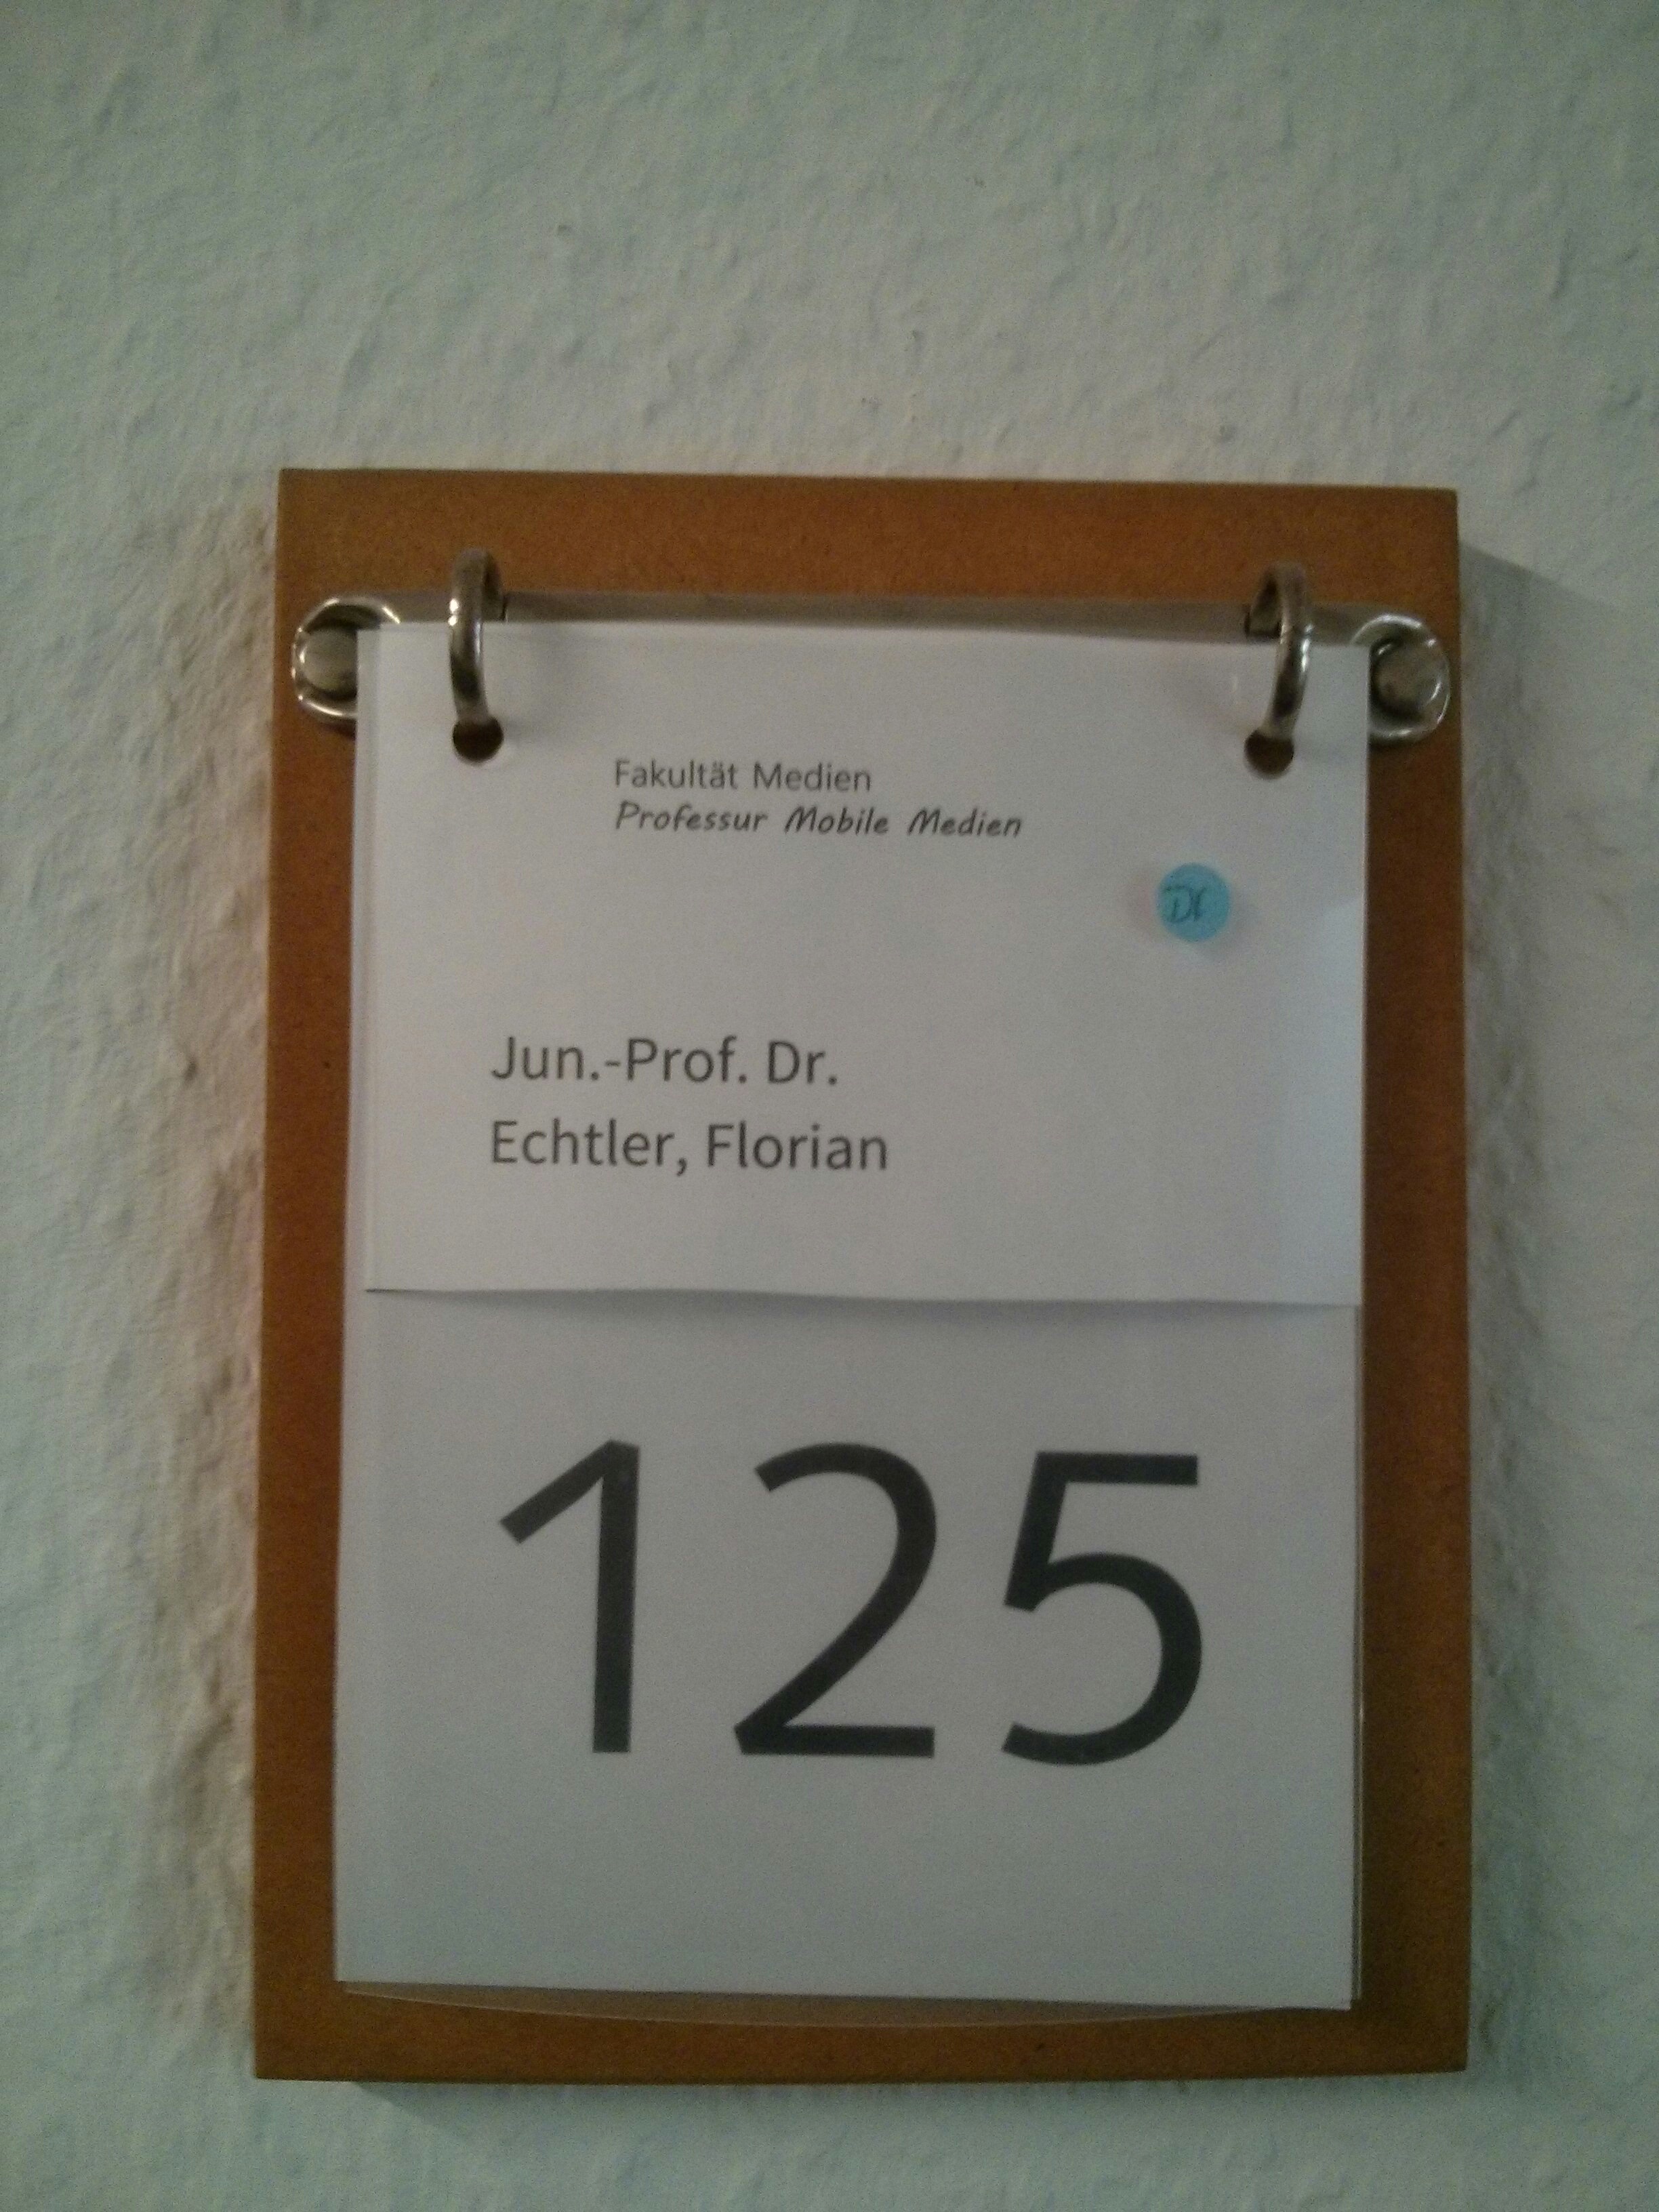 Fakultät Medien
Professur Mobile Medien
Jun.-Prof. Dr.
Echtler, Florian
125